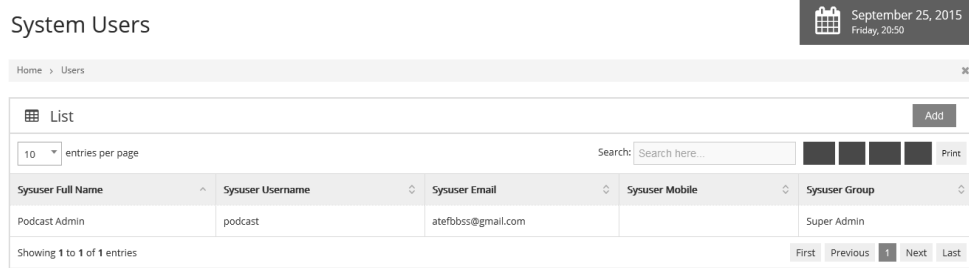 System Users
September 25, 2015
Friday, 20:50
Home > Users
List
Add
10 entries per page
Search: Search here...
Print
Sysuser Full Name Sysuser Username Sysuser Email Sysuser Mobile Sysuser Group
Podcast Admin podcast atefbbss@gmail.com Super Admin
Showing 1 to 1 of 1 entries
First Previous 1 Next Last